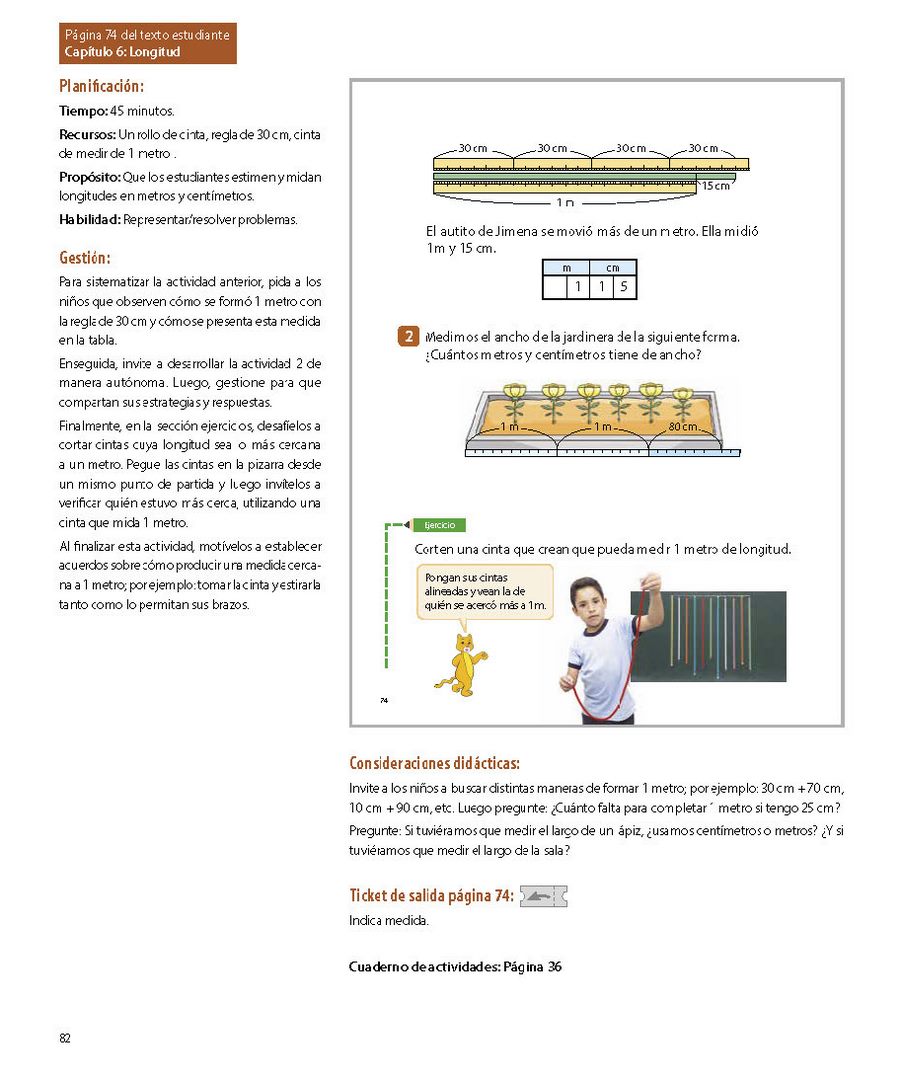 Página 74 del texto estudiante
Capítulo 6: Longitud
Planificación:
Tiempo: 45 minutos.
Recursos: Un rollo de cinta, regla de 30 cm, cinta
de medir de 1 metro .
Propósito: Que los estudiantes estimen y midan
longitudes en metros y centímetros.
Habilidad: Representar/resolver problemas.
Gestión:
Para sistematizar la actividad anterior, pida a los
niños que observen cómo se formó 1 metro con
la regla de 30 cm y cómo se presenta esta medida
en la tabla.
Enseguida, invite a desarrollar la actividad 2 de
manera autónoma. Luego, gestione para que
compartan sus estrategias y respuestas.
Finalmente, en la sección ejercicios, desafíelos a
cortar cintas cuya longitud sea lo más cercana
a un metro. Pegue las cintas en la pizarra desde
un mismo punto de partida y luego invítelos a
verificar quién estuvo más cerca, utilizando una
cinta que mida 1 metro.
Al finalizar esta actividad, motívelos a establecer
acuerdos sobre cómo producir una medida cerca-
na a 1 metro; por ejemplo: tomar la cinta y estirarla
tanto como lo permitan sus brazos.
30 cm 30 cm 30 cm 30 cm
15 cm
1 m
El autito de Jimena se movió más de un metro. Ella midió
1m y 15 cm.
m cm
1 1 5
2 Medimos el ancho de la jardinera de la siguiente forma.
¿Cuántos metros y centímetros tiene de ancho?
1 m 1 m 80 cm
Ejercicio
Corten una cinta que crean que pueda medir 1 metro de longitud.
Pongan sus cintas
alineadas y vean la de
quién se acercó más a 1m.
74
Consideraciones didácticas:
Invite a los niños a buscar distintas maneras de formar 1 metro; por ejemplo: 30 cm + 70 cm,
10 cm + 90 cm, etc. Luego pregunte: ¿Cuánto falta para completar 1 metro si tengo 25 cm?
Pregunte: Si tuviéramos que medir el largo de un lápiz, ¿usamos centímetros o metros? ¿Y si
tuviéramos que medir el largo de la sala?
Ticket de salida página 74:
Indica medida.
Cuaderno de actividades: Página 36
82